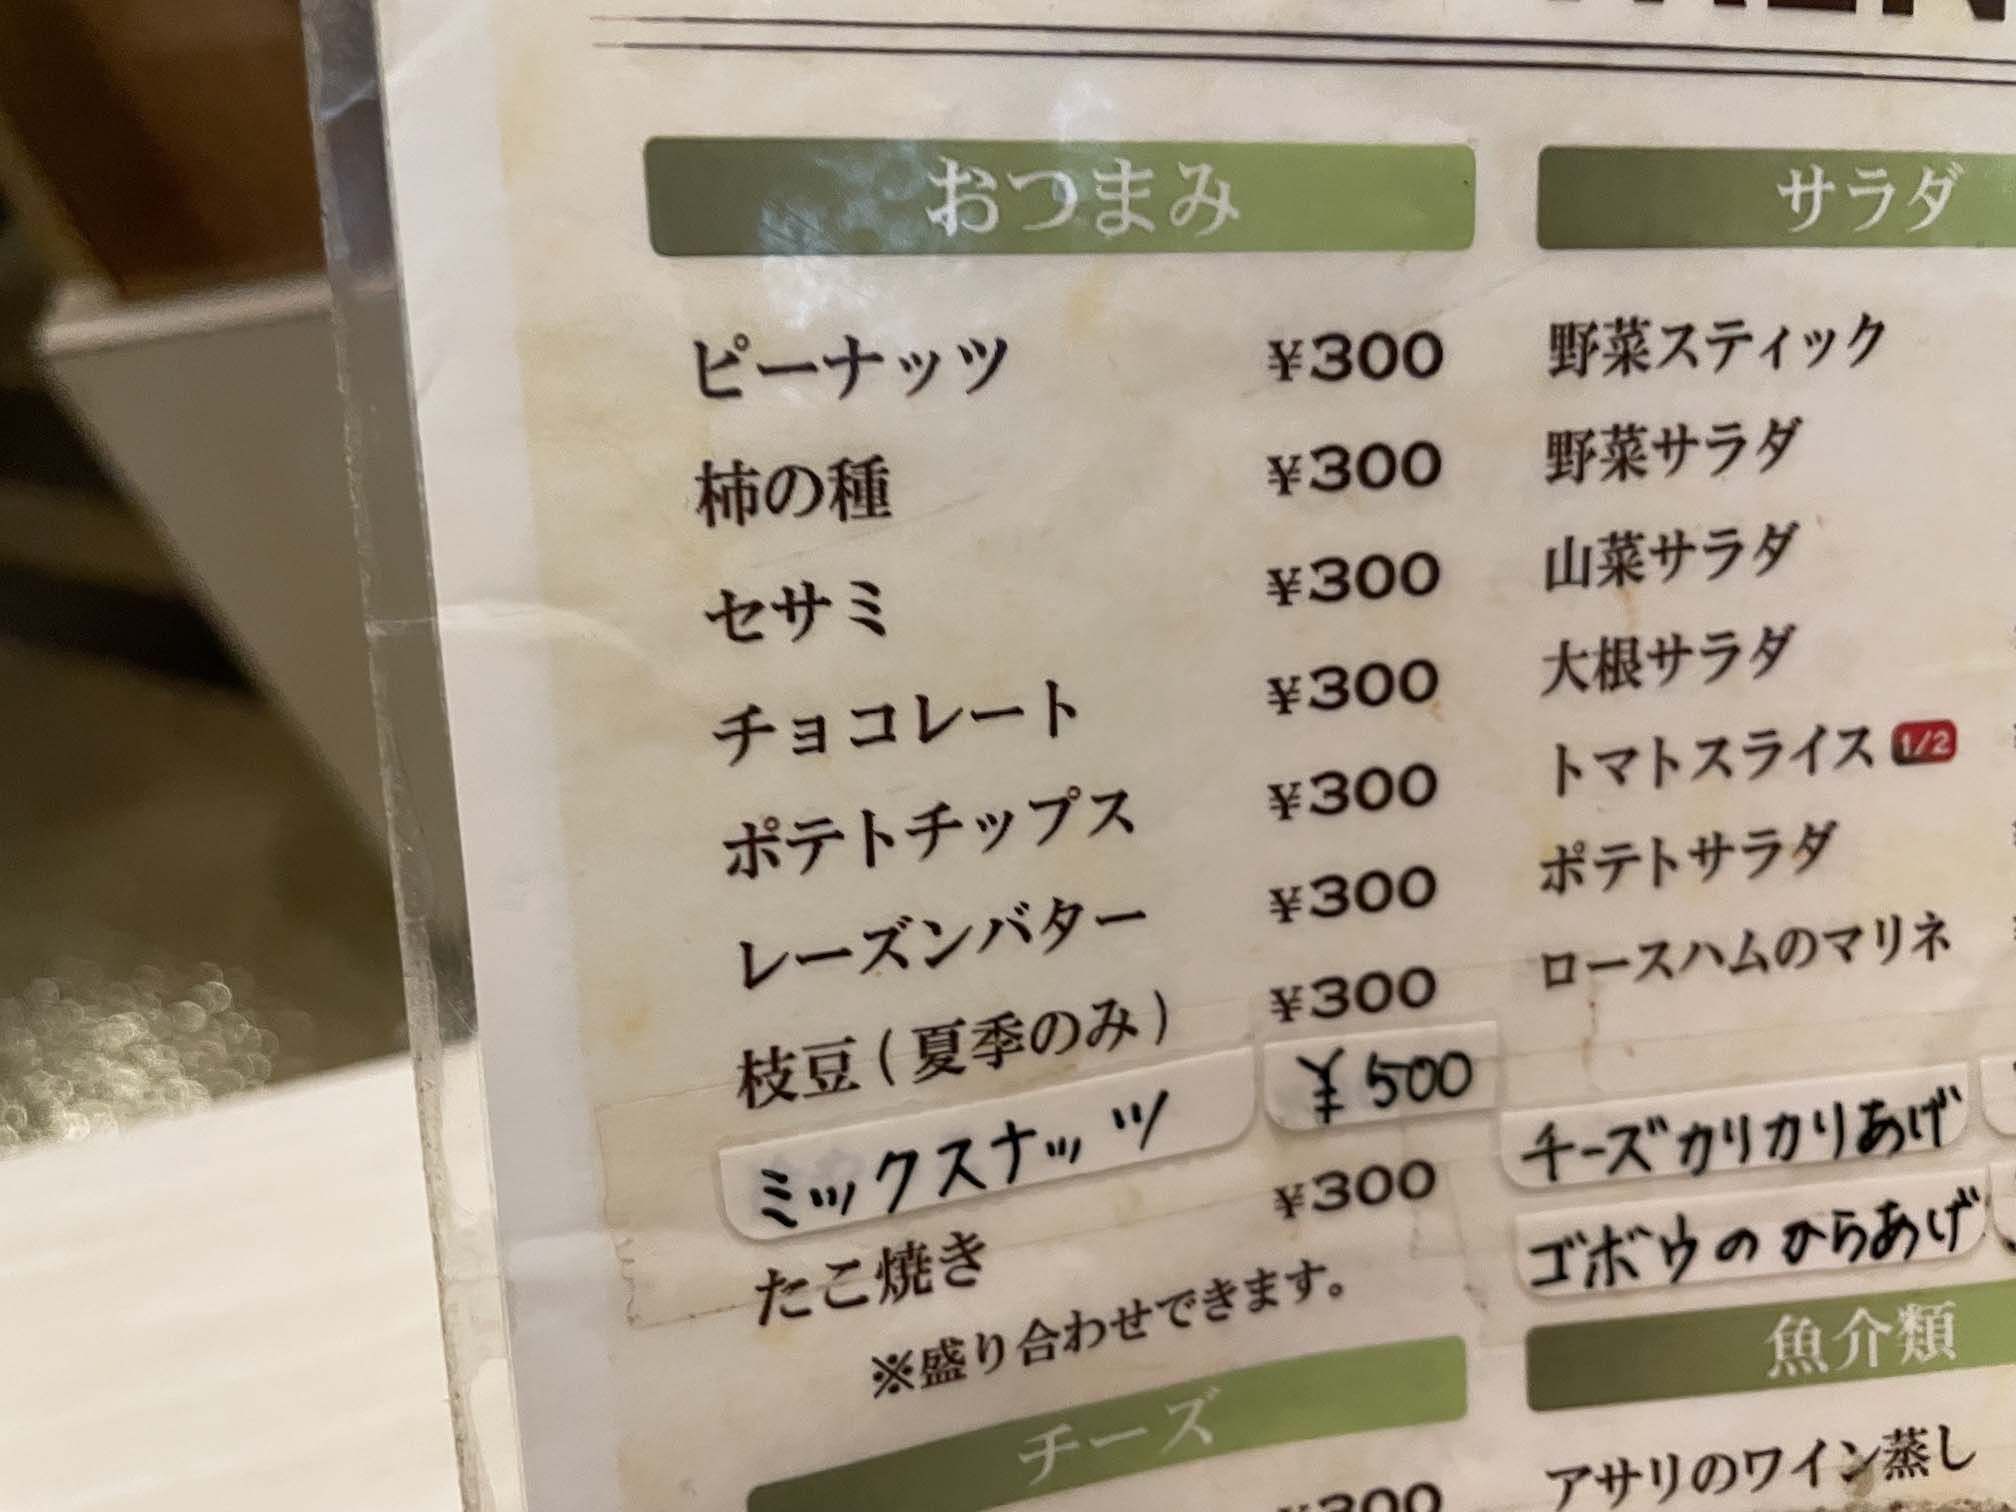 おつまみ
ピーナッツ ¥300
柿の種 ¥300
セサミ ¥300
チョコレート ¥300
ポテトチップス ¥300
レーズンバター ¥300
枝豆(夏季のみ) ¥300
ミックスナッツ ¥500
たこ焼き ¥300
※盛り合わせできます。
チーズ
¥300
サラダ
野菜スティック
野菜サラダ
山菜サラダ
大根サラダ
トマトスライス 1/2
ポテトサラダ
ロースハムのマリネ
チーズカリカリあげ
ゴボウのからあげ
魚介類
アサリのワイン蒸し